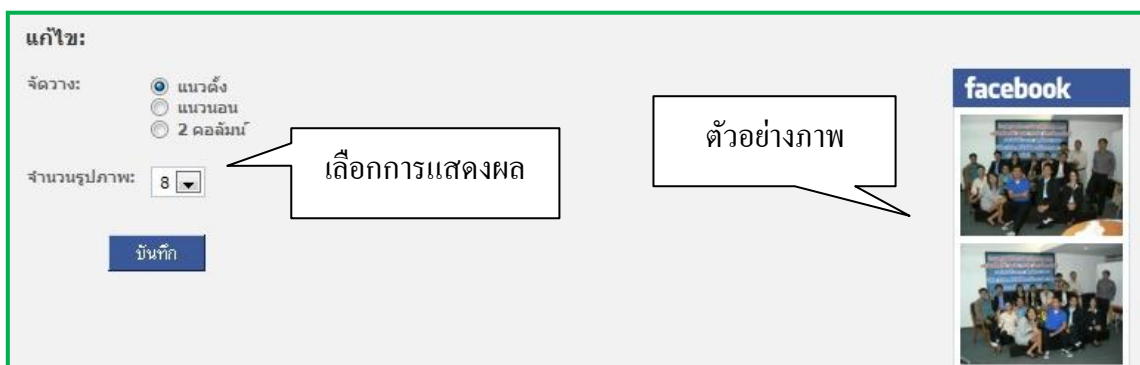 แก้ไข:
จัดวาง:
แนวตั้ง
แนวนอน
2 คอลัมน์
จำนวนรูปภาพ: 8
บันทึก
เลือกการแสดงผล
ตัวอย่างภาพ
facebook